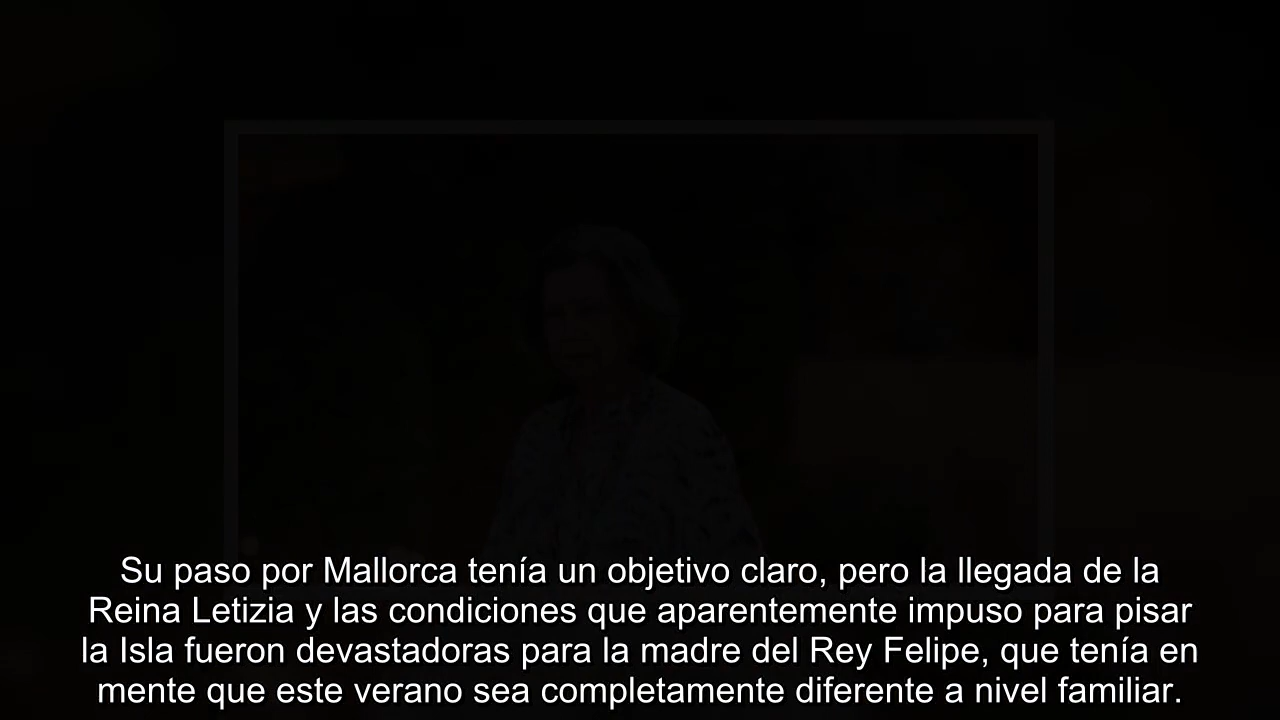 Su paso por Mallorca tenía un objetivo claro, pero la llegada de la
Reina Letizia y las condiciones que aparentemente impuso para pisar
la Isla fueron devastadoras para la madre del Rey Felipe, que tenía en
mente que este verano sea completamente diferente a nivel familiar.